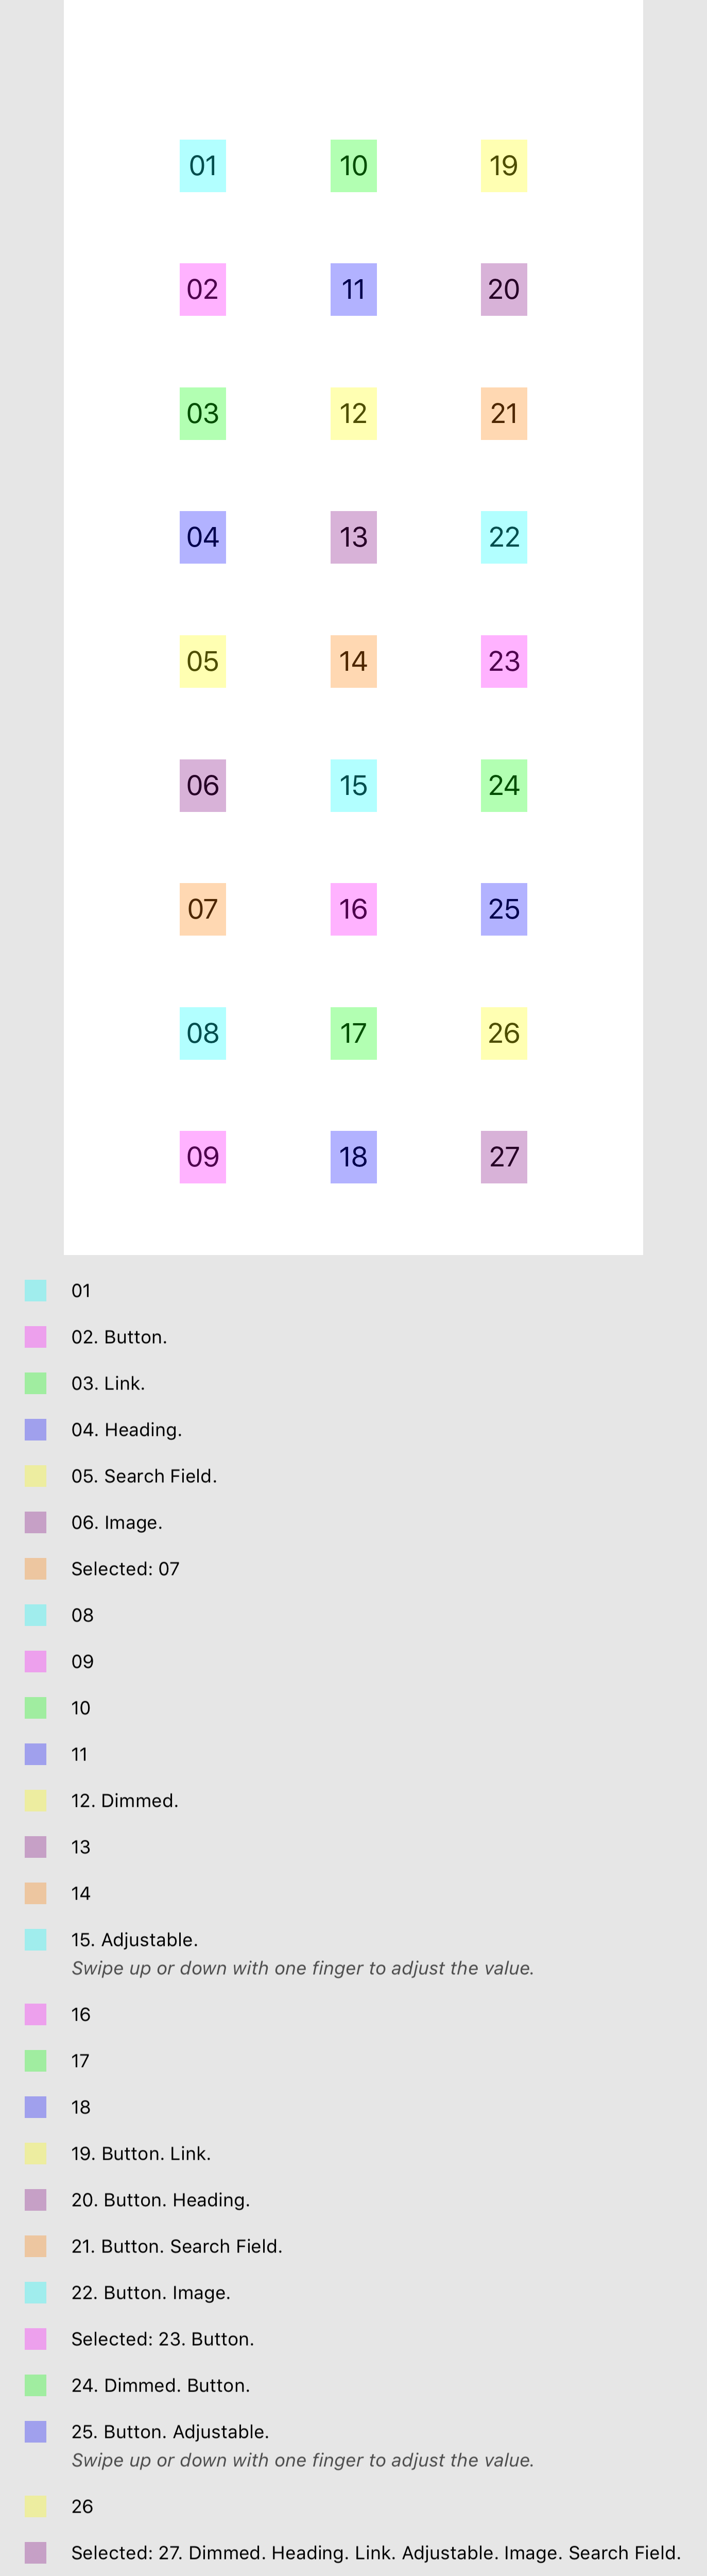 01 10 19
02 11 20
03 12 21
04 13 22
05 14 23
06 15 24
07 16 25
08 17 26
09 18 27
01
02. Button.
03. Link.
04. Heading.
05. Search Field.
06. Image.
Selected: 07
08
09
10
11
12. Dimmed.
13
14
15. Adjustable.
Swipe up or down with one finger to adjust the value.
16
17
18
19. Button. Link.
20. Button. Heading.
21. Button. Search Field.
22. Button. Image.
Selected: 23. Button.
24. Dimmed. Button.
25. Button. Adjustable.
Swipe up or down with one finger to adjust the value.
26
Selected: 27. Dimmed. Heading. Link. Adjustable. Image. Search Field.